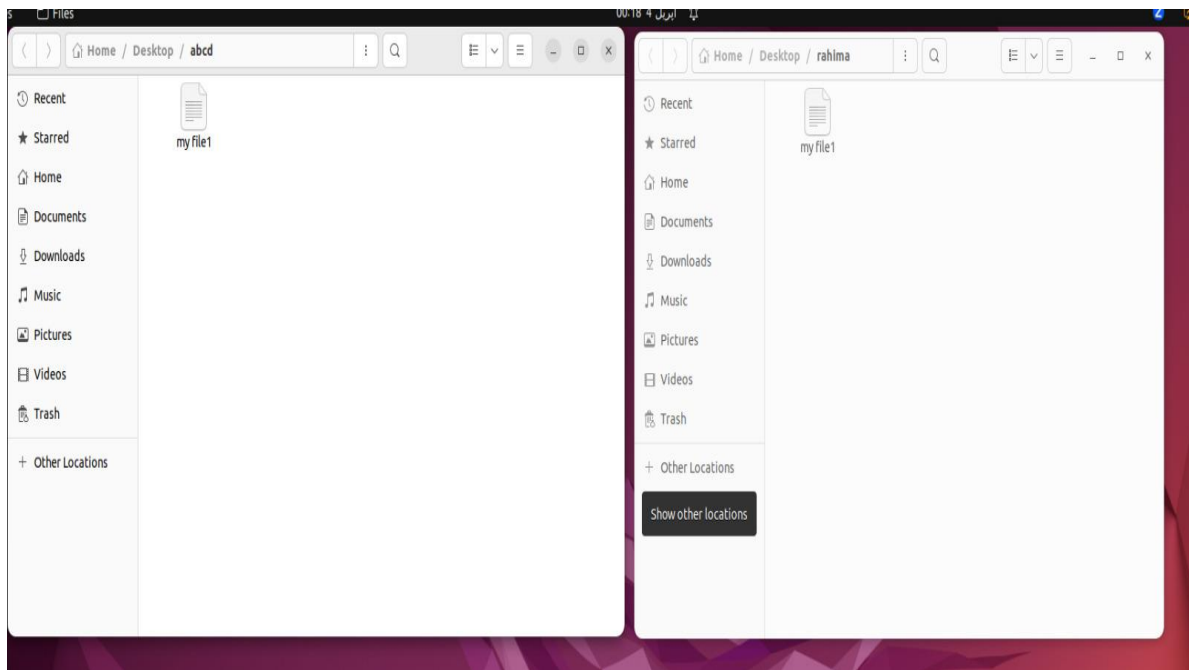 Files
00:18 4 ابريل
Home / Desktop / abcd
Recent
Starred
my file1
Home
Documents
Downloads
Music
Pictures
Videos
Trash
+ Other Locations
Home / Desktop / rahima
Recent
Starred
my file1
Home
Documents
Downloads
Music
Pictures
Videos
Trash
+ Other Locations
Show other locations